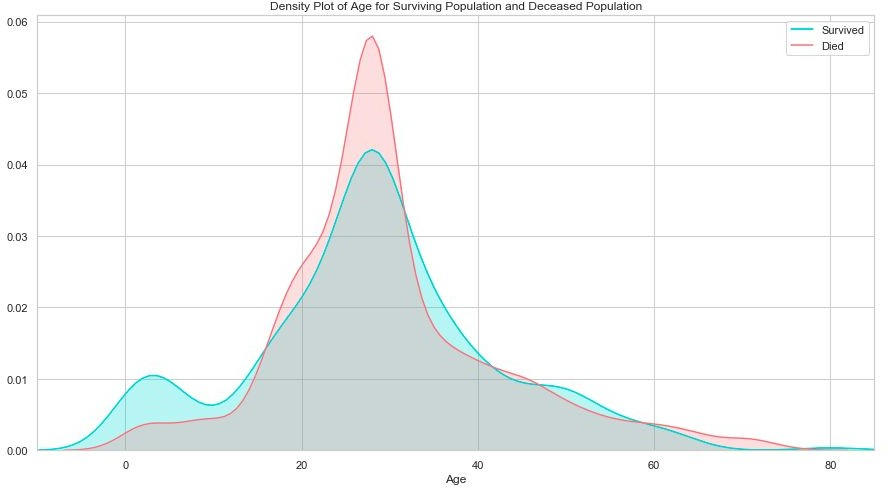 Density Plot of Age for Surviving Population and Deceased Population
Survived
Died
0.06
0.05
0.04
0.03
0.02
0.01
0.00
0 20 40 60 80
Age